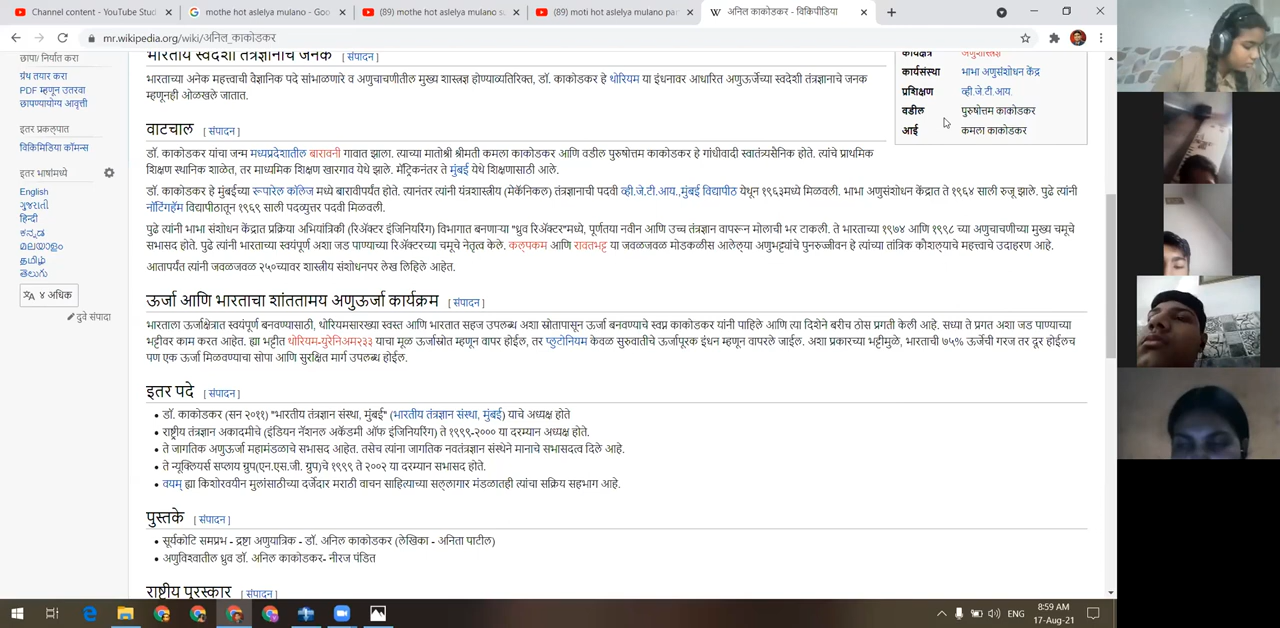 Channel content - YouTube Stud
mothe hot aslelya mulano - Goo
(89) mothe hot aslelya mulano su
(89) moti hot aslelya mulano pan
अनिल काकोडकर - विकिपीडिया
mr.wikipedia.org/wiki/अनिल_काकोडकर
छापा/ निर्यात करा
ग्रंथ तयार करा
PDF म्हणून उतरवा
छापण्यायोग्य आवृत्ती
इतर प्रकल्पात
विकिमिडिया कॉमन्स
इतर भाषांमध्ये
English
ગુજરાતી
हिन्दी
ಕನ್ನಡ
മലയാളം
தமிழ்
తెలుగు
४ अधिक
दुवे संपादा
भारतीय स्वदेशी तंत्रज्ञानाचे जनक [ संपादन ]
भारताच्या अनेक महत्त्वाची वैज्ञानिक पदे सांभाळणारे व अणुचाचणीतील मुख्य शास्त्रज्ञ होण्याव्यतिरिक्त, डॉ. काकोडकर हे थोरियम या इंधनावर आधारित अणुऊर्जेच्या स्वदेशी तंत्रज्ञानाचे जनक
म्हणूनही ओळखले जातात.
कार्यक्षेत्र अणुशास्त्रज्ञ
कार्यसंस्था भाभा अणुसंशोधन केंद्र
प्रशिक्षण व्ही.जे.टी.आय.
वडील पुरुषोत्तम काकोडकर
आई कमला काकोडकर
वाटचाल [ संपादन ]
डॉ. काकोडकर यांचा जन्म मध्यप्रदेशातील बारावनी गावात झाला. त्याच्या मातोश्री श्रीमती कमला काकोडकर आणि वडील पुरुषोत्तम काकोडकर हे गांधीवादी स्वातंत्र्यसैनिक होते. त्यांचे प्राथमिक
शिक्षण स्थानिक शाळेत, तर माध्यमिक शिक्षण खारगाव येथे झाले. मॅट्रिकनंतर ते मुंबई येथे शिक्षणासाठी आले.
डॉ. काकोडकर हे मुंबईच्या रूपारेल कॉलेज मध्ये बारावीपर्यंत होते. त्यानंतर त्यांनी यंत्रशास्त्रीय (मेकॅनिकल) तंत्रज्ञानाची पदवी व्ही.जे.टी.आय.,मुंबई विद्यापीठ येथून १९६३मध्ये मिळवली. भाभा अणुसंशोधन केंद्रात ते १९६४ साली रुजू झाले. पुढे त्यांनी
नॉटिंगहॅम विद्यापीठातून १९६९ साली पदव्युत्तर पदवी मिळवली.
पुढे त्यांनी भाभा संशोधन केंद्रात प्रक्रिया अभियांत्रिकी (रिअ‍ॅक्टर इंजिनियरिंग) विभागात बनणाऱ्या "ध्रुव रिअ‍ॅक्टर"मध्ये, पूर्णतया नवीन आणि उच्च तंत्रज्ञान वापरून मोलाची भर टाकली. ते भारताच्या १९७४ आणि १९९८ च्या अणुचाचणीच्या मुख्य चमूचे
सभासद होते. पुढे त्यांनी भारताच्या स्वयंपूर्ण अशा जड पाण्याच्या रिअ‍ॅक्टरच्या चमूचे नेतृत्व केले. कल्पकम आणि रावतभट्ट या जवळजवळ मोडकळीस आलेल्या अणुभट्ट्यांचे पुनरुज्जीवन हे त्यांच्या तांत्रिक कौशल्याचे महत्त्वाचे उदाहरण आहे.
आतापर्यंत त्यांनी जवळजवळ २५०च्यावर शास्त्रीय संशोधनपर लेख लिहिले आहेत.
ऊर्जा आणि भारताचा शांततामय अणुऊर्जा कार्यक्रम [ संपादन ]
भारताला ऊर्जाक्षेत्रात स्वयंपूर्ण बनवण्यासाठी, थोरियमसारख्या स्वस्त आणि भारतात सहज उपलब्ध अशा स्रोतापासून ऊर्जा बनवण्याचे स्वप्न काकोडकर यांनी पाहिले आणि त्या दिशेने बरीच ठोस प्रगती केली आहे. सध्या ते प्रगत अशा जड पाण्याच्या
भट्टीवर काम करत आहेत. ह्या भट्टीत थोरियम-युरेनिअम२३३ याचा मूळ ऊर्जास्रोत म्हणून वापर होईल, तर प्लुटोनियम केवळ सुरुवातीचे ऊर्जापूरक इंधन म्हणून वापरले जाईल. अशा प्रकारच्या भट्टीमुळे, भारताची ७५% ऊर्जेची गरज तर दूर होईलच
पण एक ऊर्जा मिळवण्याचा सोपा आणि सुरक्षित मार्ग उपलब्ध होईल.
इतर पदे [ संपादन ]
डॉ. काकोडकर (सन २०११) "भारतीय तंत्रज्ञान संस्था, मुंबई" (भारतीय तंत्रज्ञान संस्था, मुंबई) याचे अध्यक्ष होते
राष्ट्रीय तंत्रज्ञान अकादमीचे (इंडियन नॅशनल अकॅडमी ऑफ इंजिनियरिंग) ते १९९९-२००० या दरम्यान अध्यक्ष होते.
ते जागतिक अणुऊर्जा महामंडळाचे सभासद आहेत. तसेच त्यांना जागतिक नवतंत्रज्ञान संस्थेने मानाचे सभासदत्व दिले आहे.
ते न्यूक्लियर्स सप्लाय ग्रुप(एन.एस.जी. ग्रुप)चे १९९९ ते २००२ या दरम्यान सभासद होते.
वयम् ह्या किशोरवयीन मुलांसाठीच्या दर्जेदार मराठी वाचन साहित्याच्या सल्लागार मंडळातही त्यांचा सक्रिय सहभाग आहे.
पुस्तके [ संपादन ]
सूर्यकोटि समप्रभ - द्रष्टा अणुयात्रिक - डॉ. अनिल काकोडकर (लेखिका - अनिता पाटील)
अणुविश्वातील ध्रुव डॉ. अनिल काकोडकर- नीरज पंडित
राष्ट्रीय पुरस्कार [ संपादन ]
ENG
8:59 AM
17-Aug-21